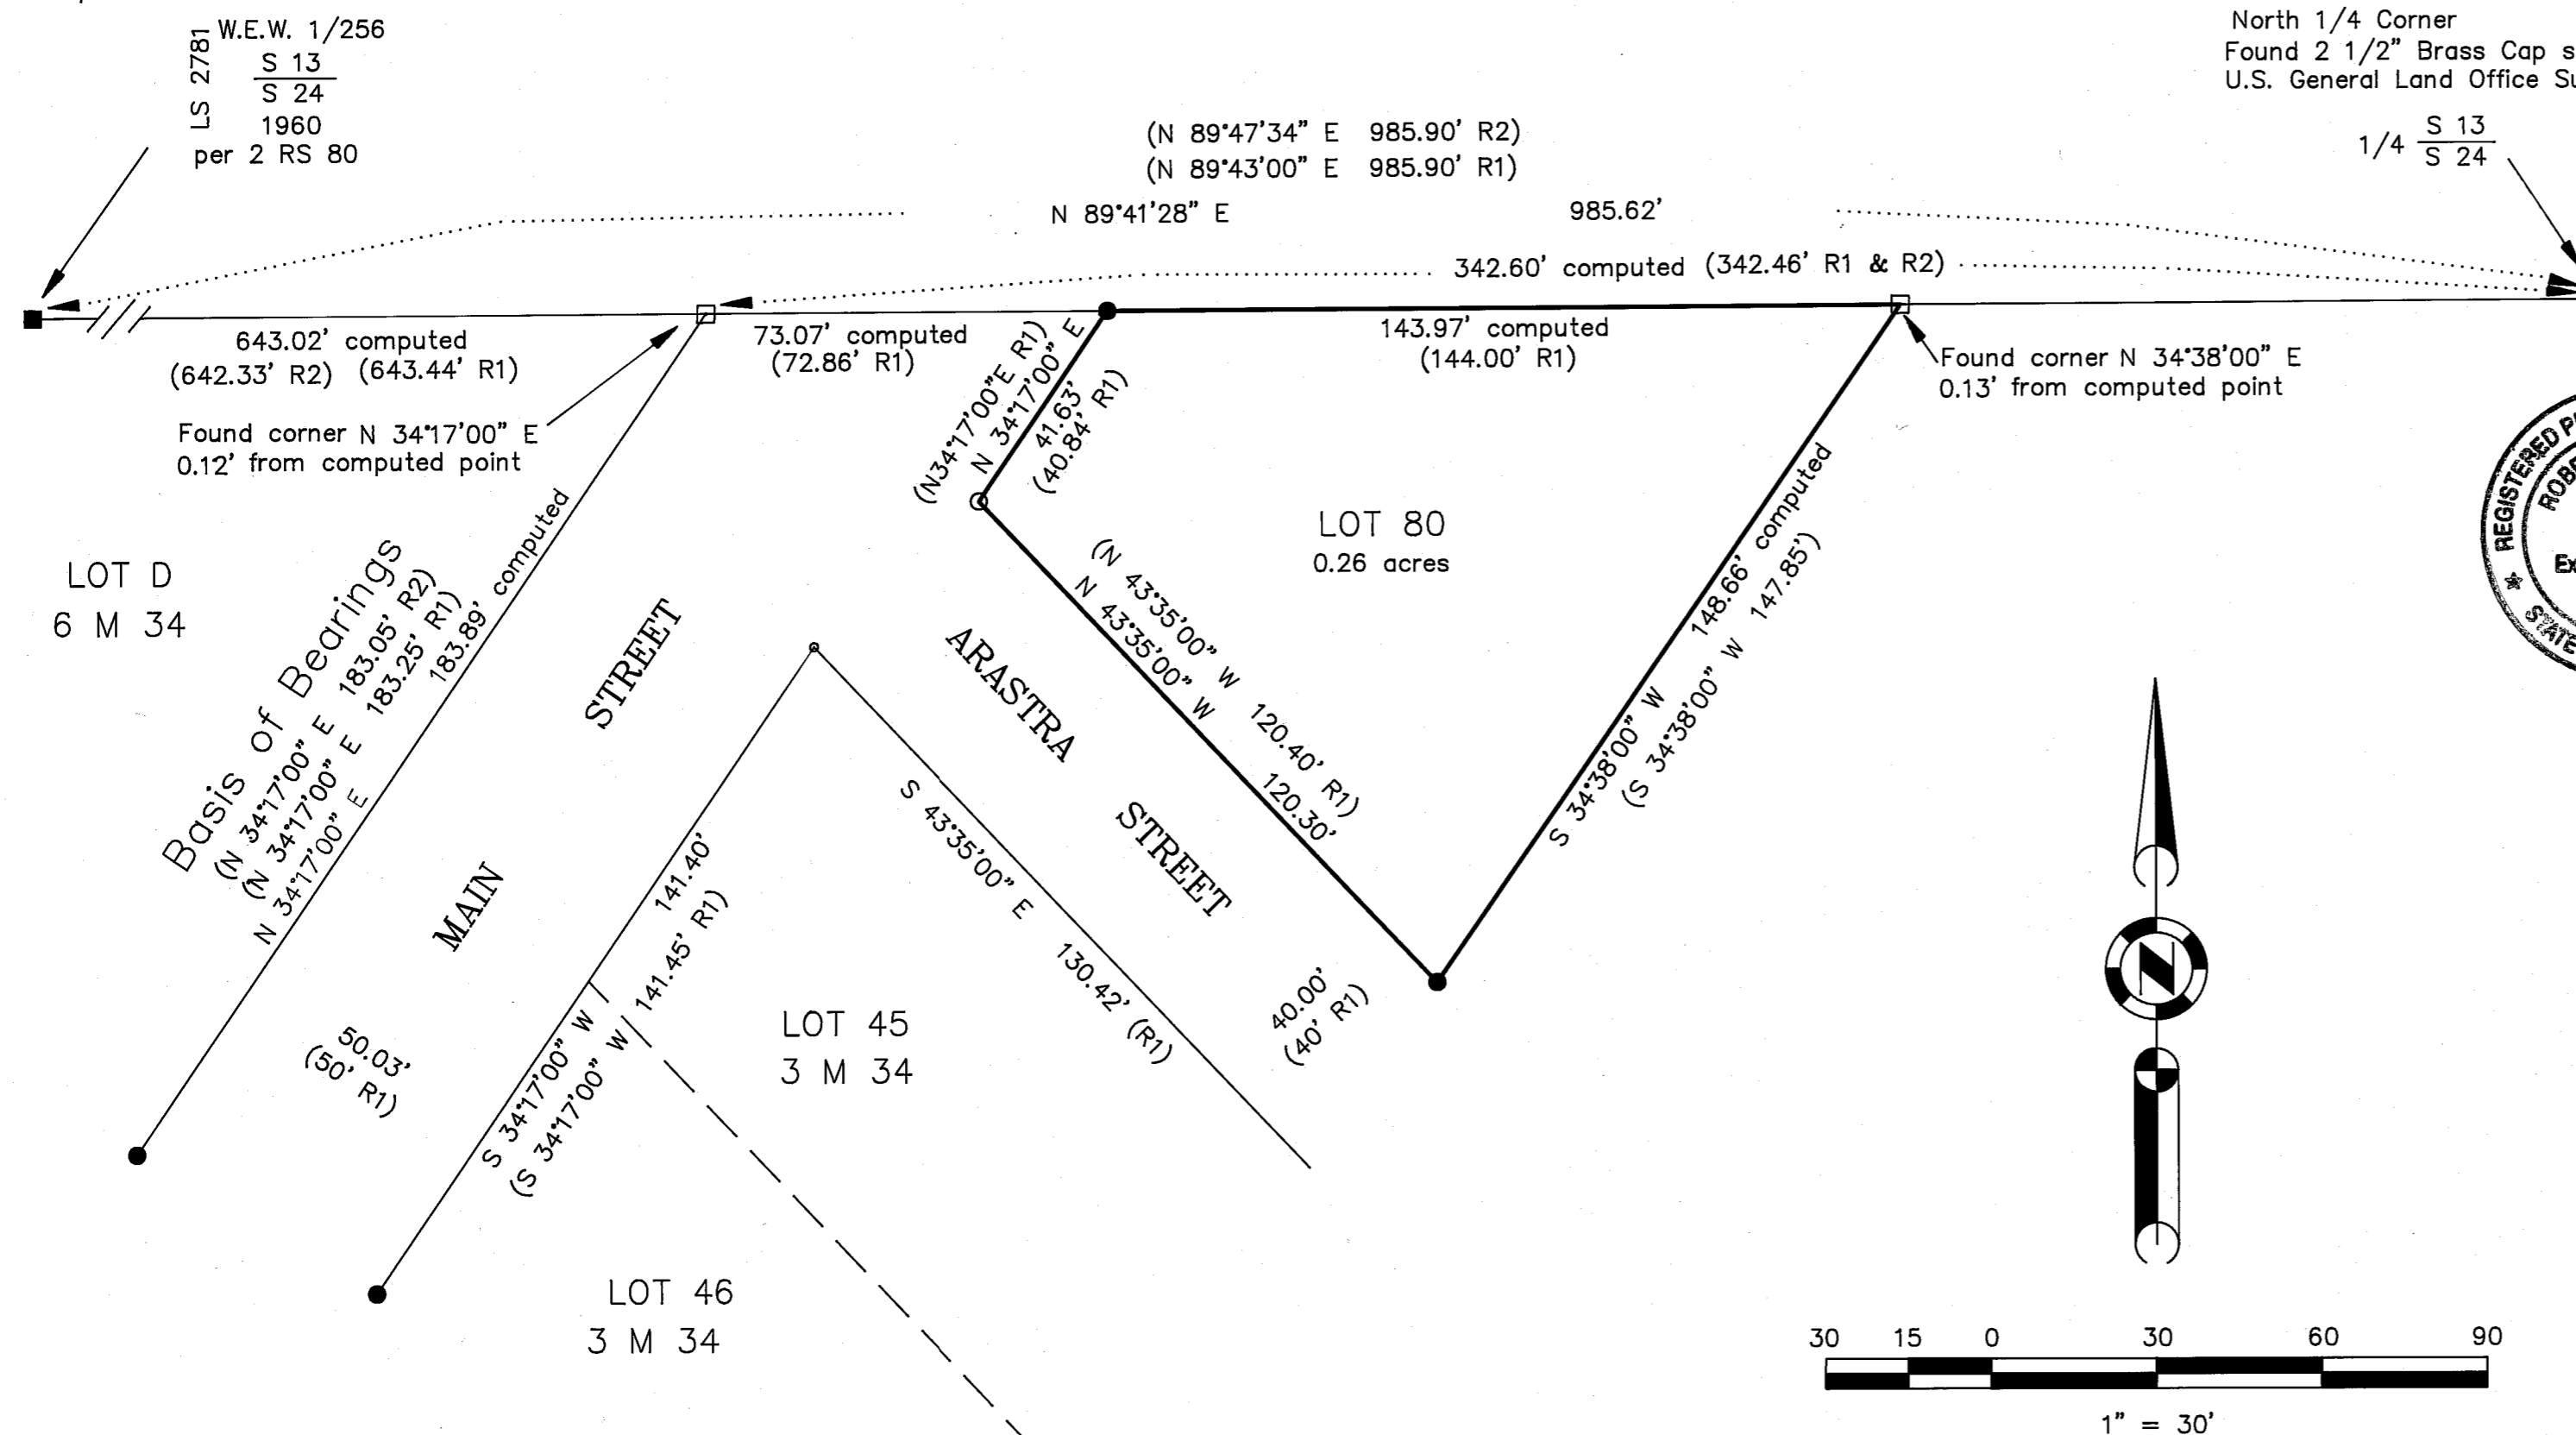 LS 2781
W.E.W. 1/256
S 13
S 24
1960
per 2 RS 80
North 1/4 Corner
Found 2 1/2" Brass Cap s
U.S. General Land Office Su
1/4
S 13
S 24
(N 89°47'34" E 985.90' R2)
(N 89°43'00" E 985.90' R1)
N 89°41'28" E 985.62'
342.60' computed (342.46' R1 & R2)
643.02' computed
(642.33' R2) (643.44' R1)
73.07' computed
(72.86' R1)
143.97' computed
(144.00' R1)
Found corner N 34°17'00" E
0.12' from computed point
Found corner N 34°38'00" E
0.13' from computed point
(N34°17'00"E R1)
N 34°17'00" E
41.63'
(40.84' R1)
LOT 80
0.26 acres
LOT D
6 M 34
Basis of Bearings
(N 34°17'00" E 183.05' R2)
(N 34°17'00" E 183.25' R1)
N 34°17'00" E 183.89' computed
MAIN STREET
ARASTRA STREET
(N 43°35'00" W 120.40' R1)
N 43°35'00" W 120.30'
S 34°38'00" W 148.66' computed
(S 34°38'00" W 147.85')
S 43°35'00" E 130.42' (R1)
S 34°17'00" W 141.40'
(S 34°17'00" W 141.45' R1)
50.03'
(50' R1)
40.00'
(40' R1)
LOT 45
3 M 34
LOT 46
3 M 34
REGISTERED
STATE
N
30 15 0 30 60 90
1" = 30'